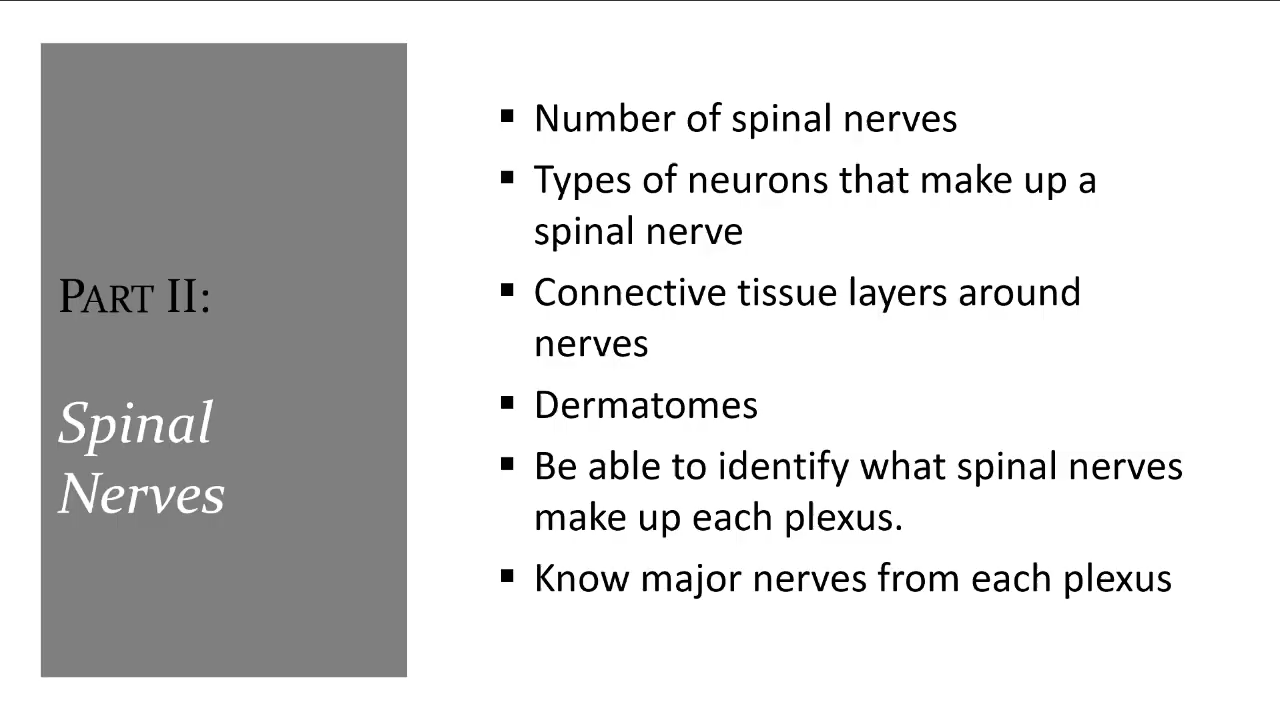 PART II:
Spinal
Nerves
▪ Number of spinal nerves
▪ Types of neurons that make up a
spinal nerve
▪ Connective tissue layers around
nerves
▪ Dermatomes
▪ Be able to identify what spinal nerves
make up each plexus.
▪ Know major nerves from each plexus